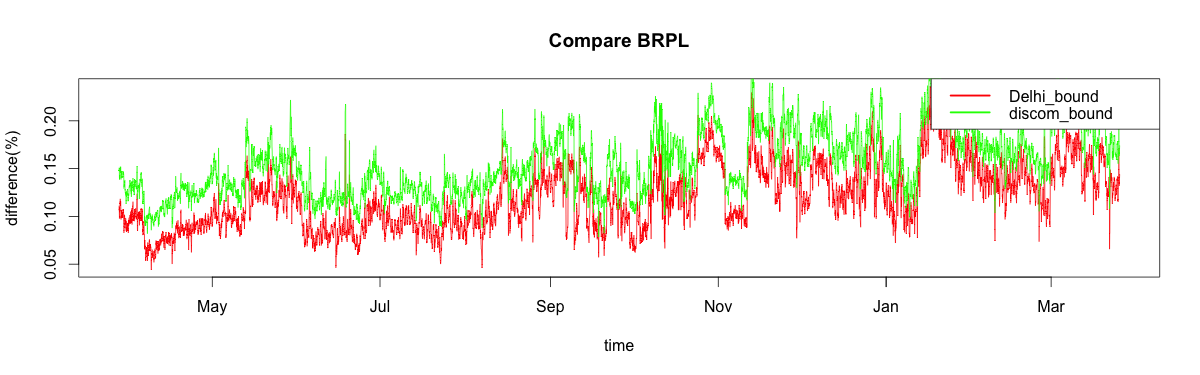 Compare BRPL
Delhi_bound
discom_bound
difference(%)
0.20
0.15
0.10
0.05
May
Jul
Sep
Nov
Jan
Mar
time